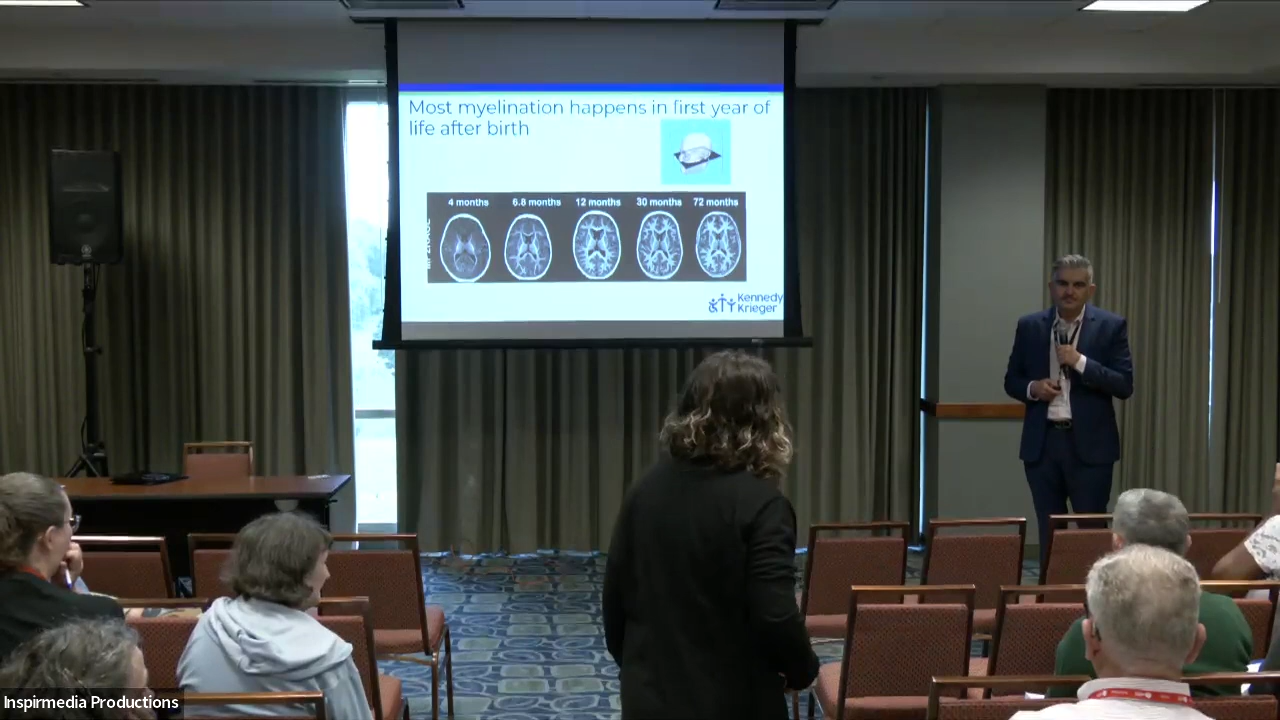 Most myelination happens in first year of
life after birth
4 months 6.8 months 12 months 30 months 72 months
Kennedy
Krieger
Inspirmedia Productions